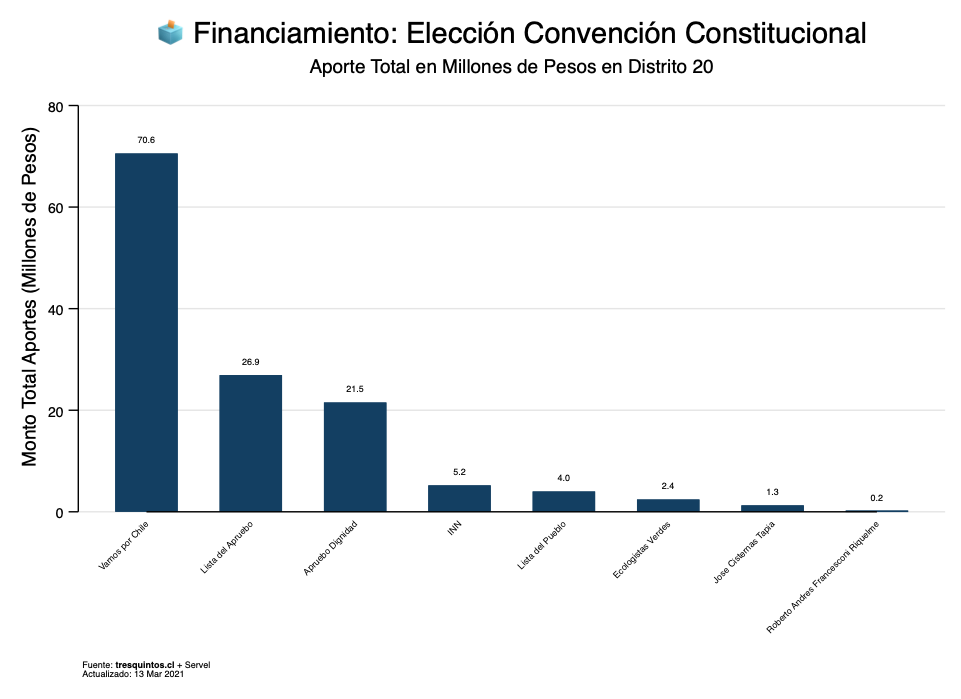 Financiamiento: Elección Convención Constitucional
Aporte Total en Millones de Pesos en Distrito 20
Monto Total Aportes (Millones de Pesos)
80
60
40
20
0
70.6
26.9
21.5
5.2
4.0
2.4
1.3
0.2
Vamos por Chile
Lista del Apruebo
Apruebo Dignidad
INN
Lista del Pueblo
Ecologistas Verdes
Jose Cisternas Tapia
Roberto Andres Francesconi Riquelme
Fuente: tresquintos.cl + Servel
Actualizado: 13 Mar 2021